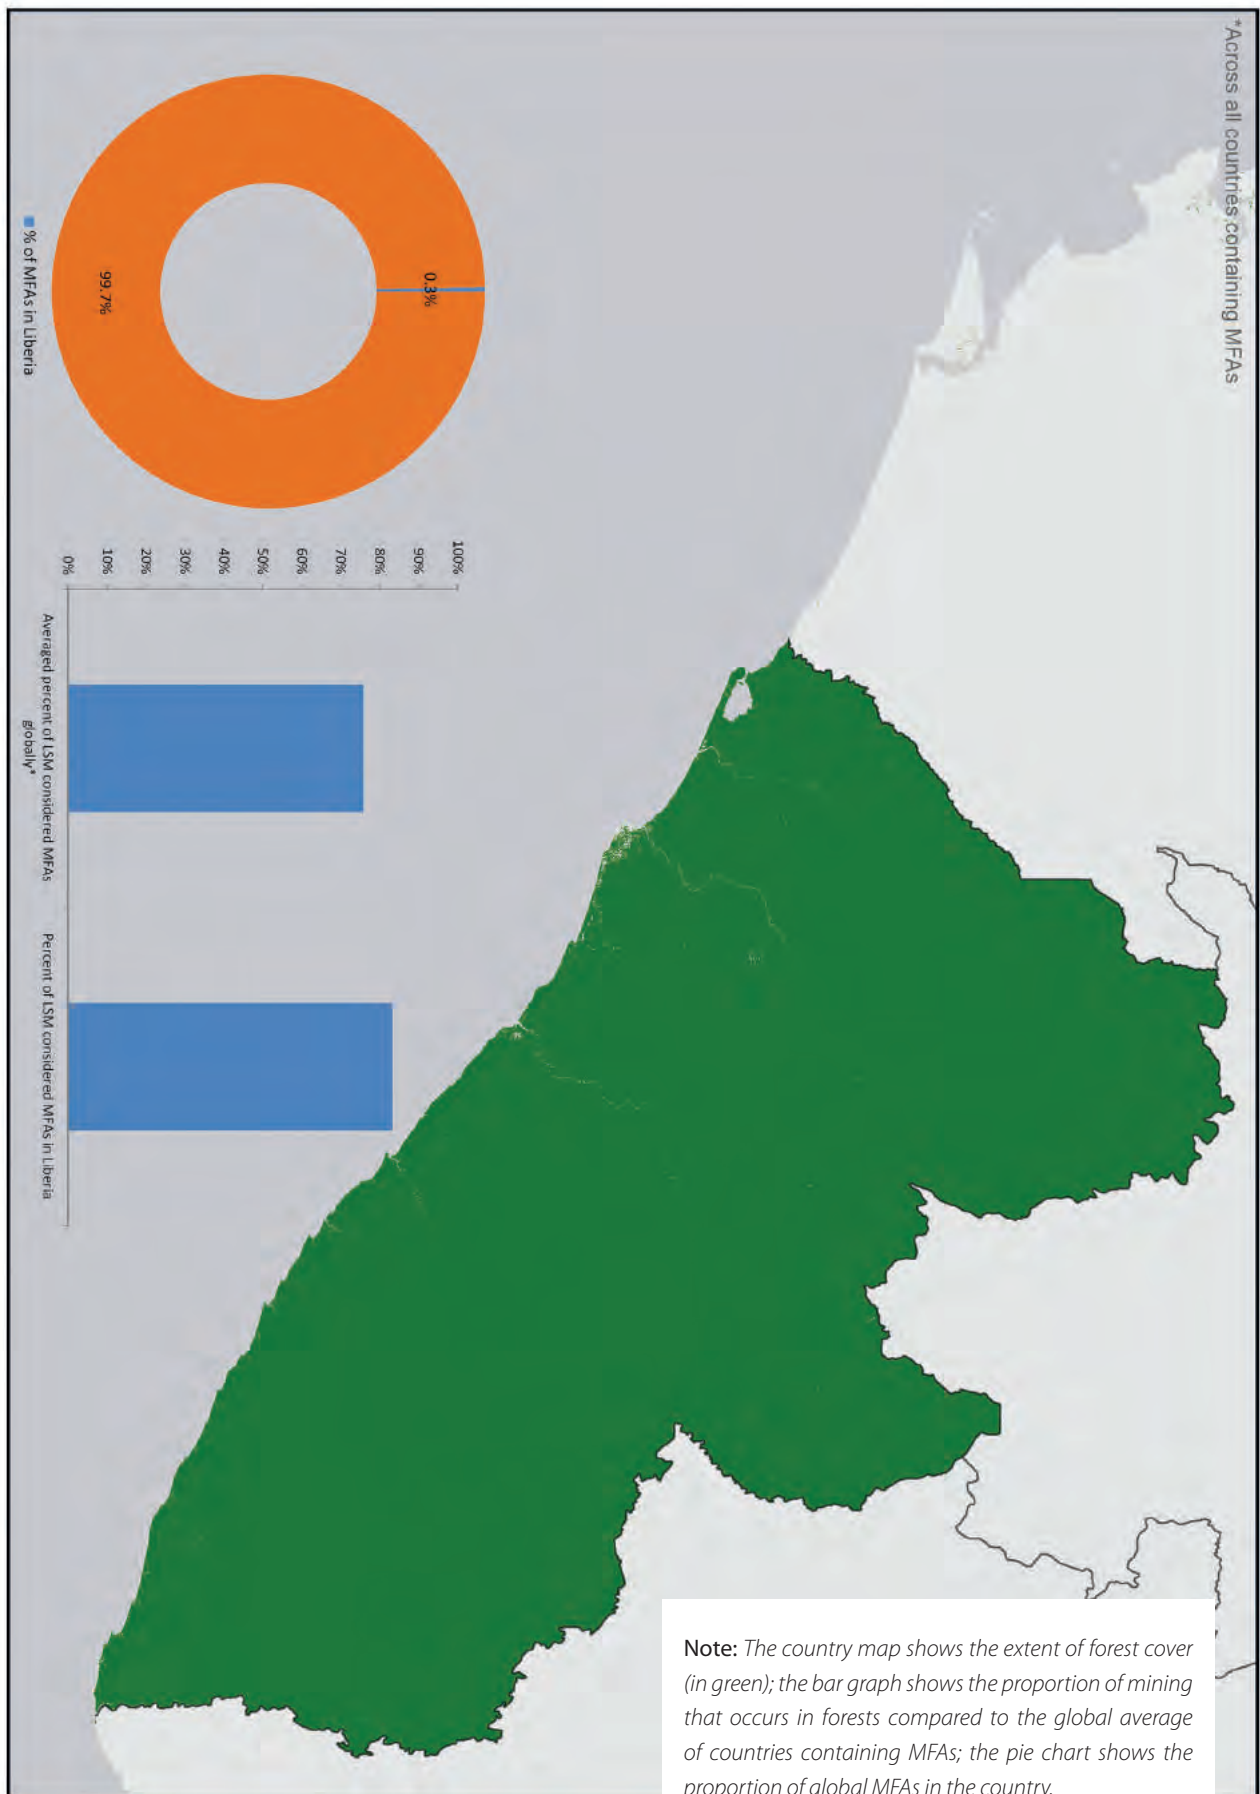 *Across all countries containing MFAs
0.3%
99.7%
% of MFAs in Liberia
100%
90%
80%
70%
60%
50%
40%
30%
20%
10%
0%
Averaged percent of LSM considered MFAs
globally*
Percent of LSM considered MFAs in Liberia
Note: The country map shows the extent of forest cover
(in green); the bar graph shows the proportion of mining
that occurs in forests compared to the global average
of countries containing MFAs; the pie chart shows the
proportion of global MFAs in the country.